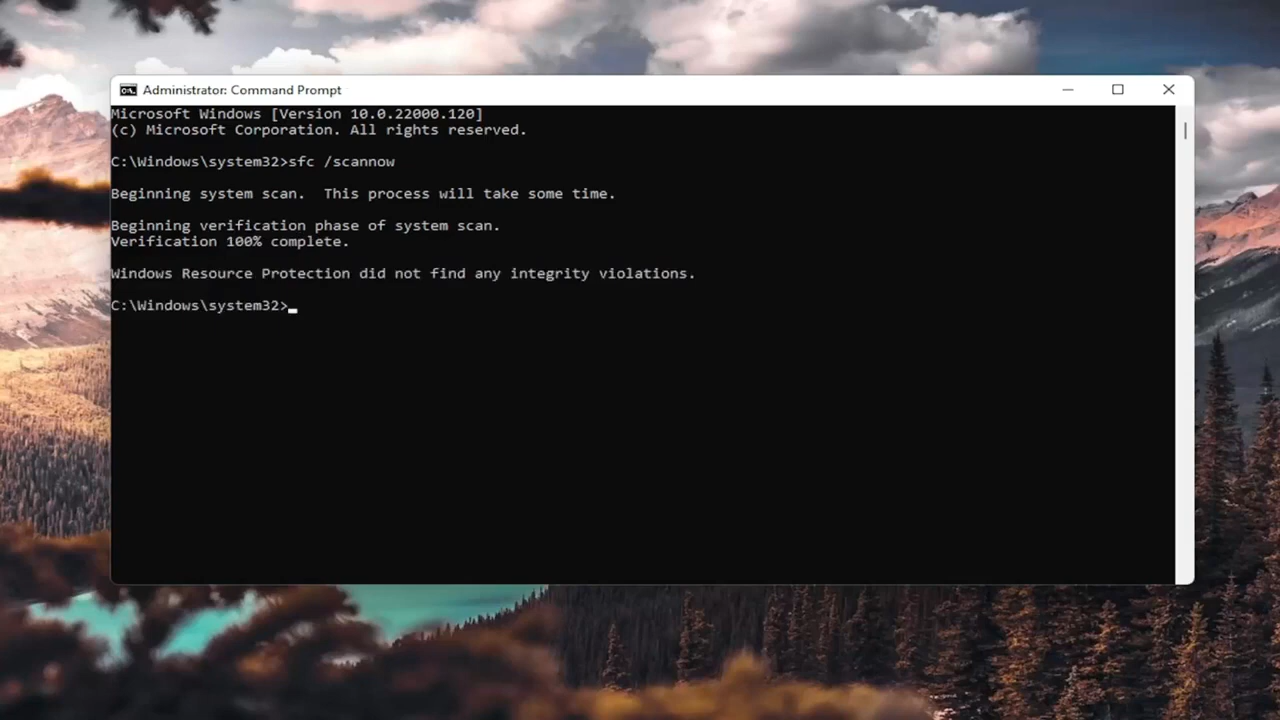 Administrator: Command Prompt
Microsoft Windows [Version 10.0.22000.120]
(c) Microsoft Corporation. All rights reserved.
C:\Windows\system32>sfc /scannow
Beginning system scan.  This process will take some time.
Beginning verification phase of system scan.
Verification 100% complete.
Windows Resource Protection did not find any integrity violations.
C:\Windows\system32>